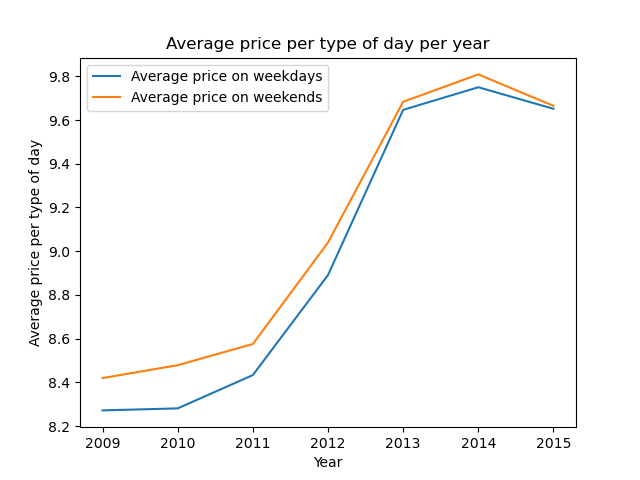 Average price per type of day per year
Average price on weekdays
Average price on weekends
Average price per type of day
9.8
9.6
9.4
9.2
9.0
8.8
8.6
8.4
8.2
2009 2010 2011 2012 2013 2014 2015
Year